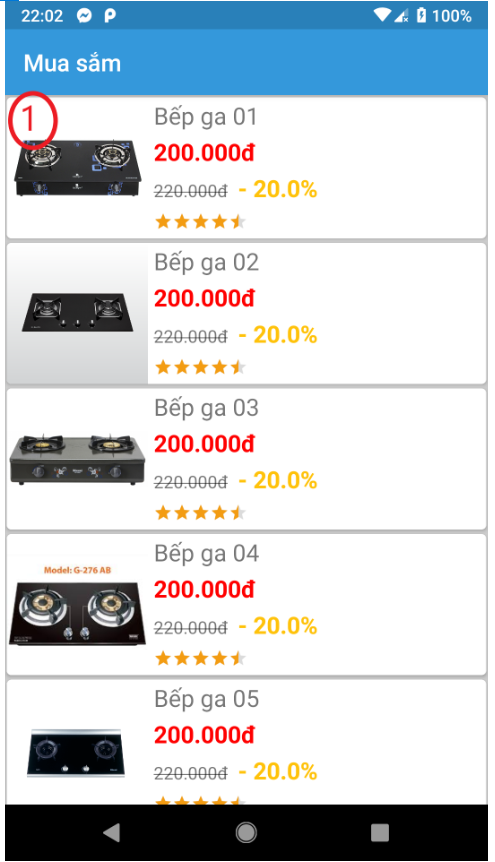 22:02 100%
Mua sắm
1
Bếp ga 01
200.000đ
220.000đ - 20.0%
Bếp ga 02
200.000đ
220.000đ - 20.0%
Bếp ga 03
200.000đ
220.000đ - 20.0%
Model: G-276 AB
Bếp ga 04
200.000đ
220.000đ - 20.0%
Bếp ga 05
200.000đ
220.000đ - 20.0%